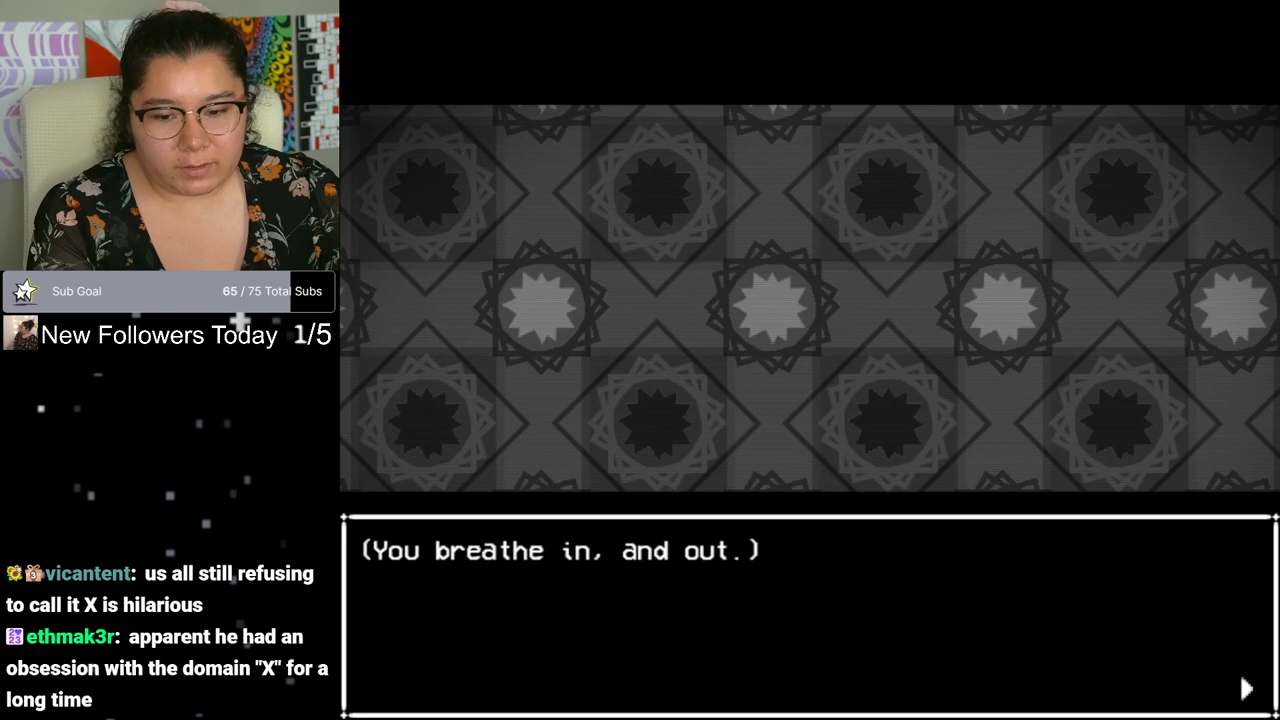 Sub Goal 65 / 75 Total Subs
New Followers Today 1/5
vicantent: us all still refusing
to call it X is hilarious
ethmak3r: apparent he had an
obsession with the domain "X" for a
long time
(You breathe in, and out.)